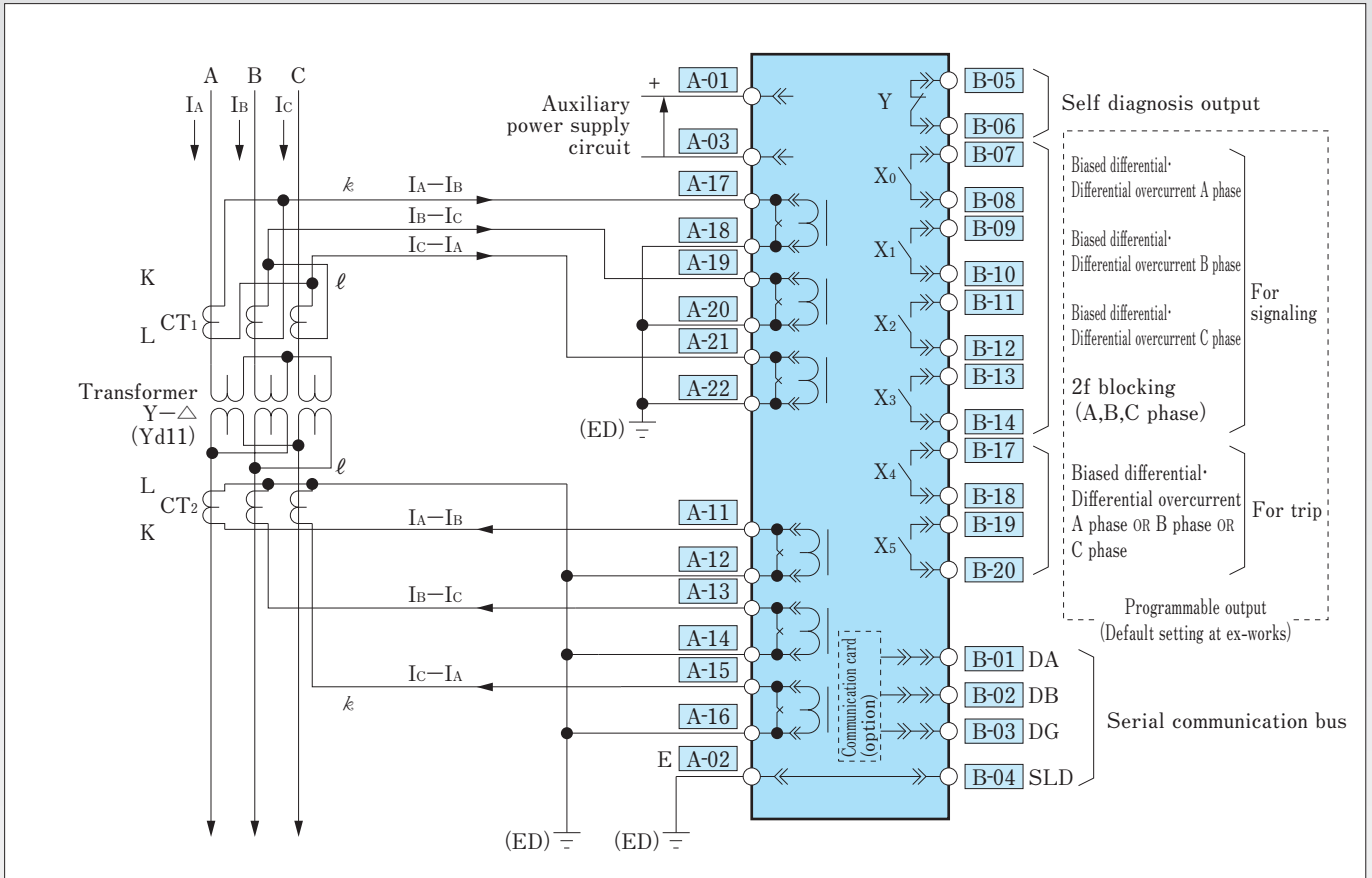 A B C
IA IB IC
k
IA−IB
IB−IC
IC−IA
ℓ
K
CT1
L
Transformer
Y−△
(Yd11)
ℓ
L
CT2
K
IA−IB
IB−IC
IC−IA
k
+
Auxiliary
power supply
circuit
A-01
A-03
A-17
A-18
A-19
A-20
A-21
A-22
(ED)
A-11
A-12
A-13
A-14
A-15
A-16
E A-02
(ED)
(ED)
Y
X0
X1
X2
X3
X4
X5
Communication card
(option)
B-05
B-06
B-07
B-08
B-09
B-10
B-11
B-12
B-13
B-14
B-17
B-18
B-19
B-20
B-01 DA
B-02 DB
B-03 DG
B-04 SLD
Self diagnosis output
Biased differential·
Differential overcurrent A phase
Biased differential·
Differential overcurrent B phase
Biased differential·
Differential overcurrent C phase
2f blocking
(A,B,C phase)
For
signaling
Biased differential·
Differential overcurrent
A phase OR B phase OR
C phase
For trip
Programmable output
(Default setting at ex-works)
Serial communication bus